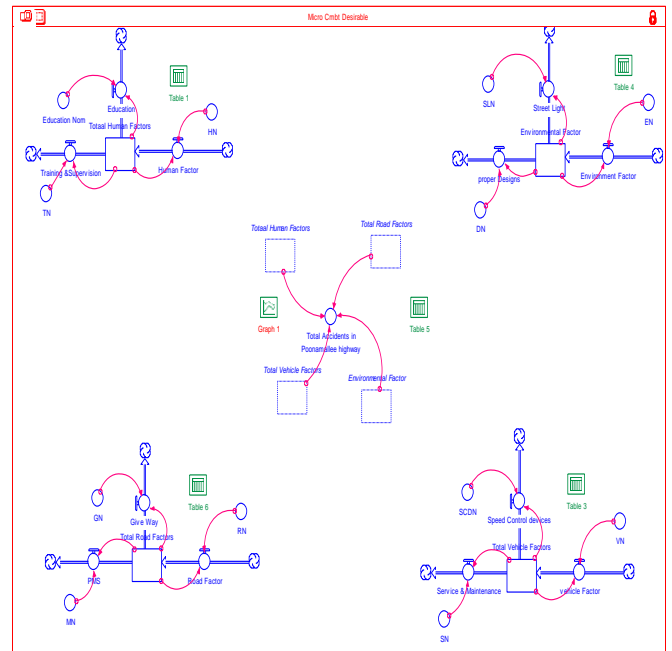 Micro Cmbt Desirable
Education Nom
Education
Table 1
HN
Totaal Human Factors
Training &Supervision
Human Factor
TN
SLN
Street Light
Table 4
EN
Environmental Factor
proper Designs
Environment Factor
DN
Totaal Human Factors
Total Road Factors
Graph 1
Table 5
Total Accidents in
Poonamallee highway
Total Vehicle Factors
Environmental Factor
GN
Give Way
Table 6
RN
Total Road Factors
PMS
Road Factor
MN
SCDN
Speed Control devices
Table 3
VN
Total Vehicle Factors
Service & Maintenance
vehicle Factor
SN